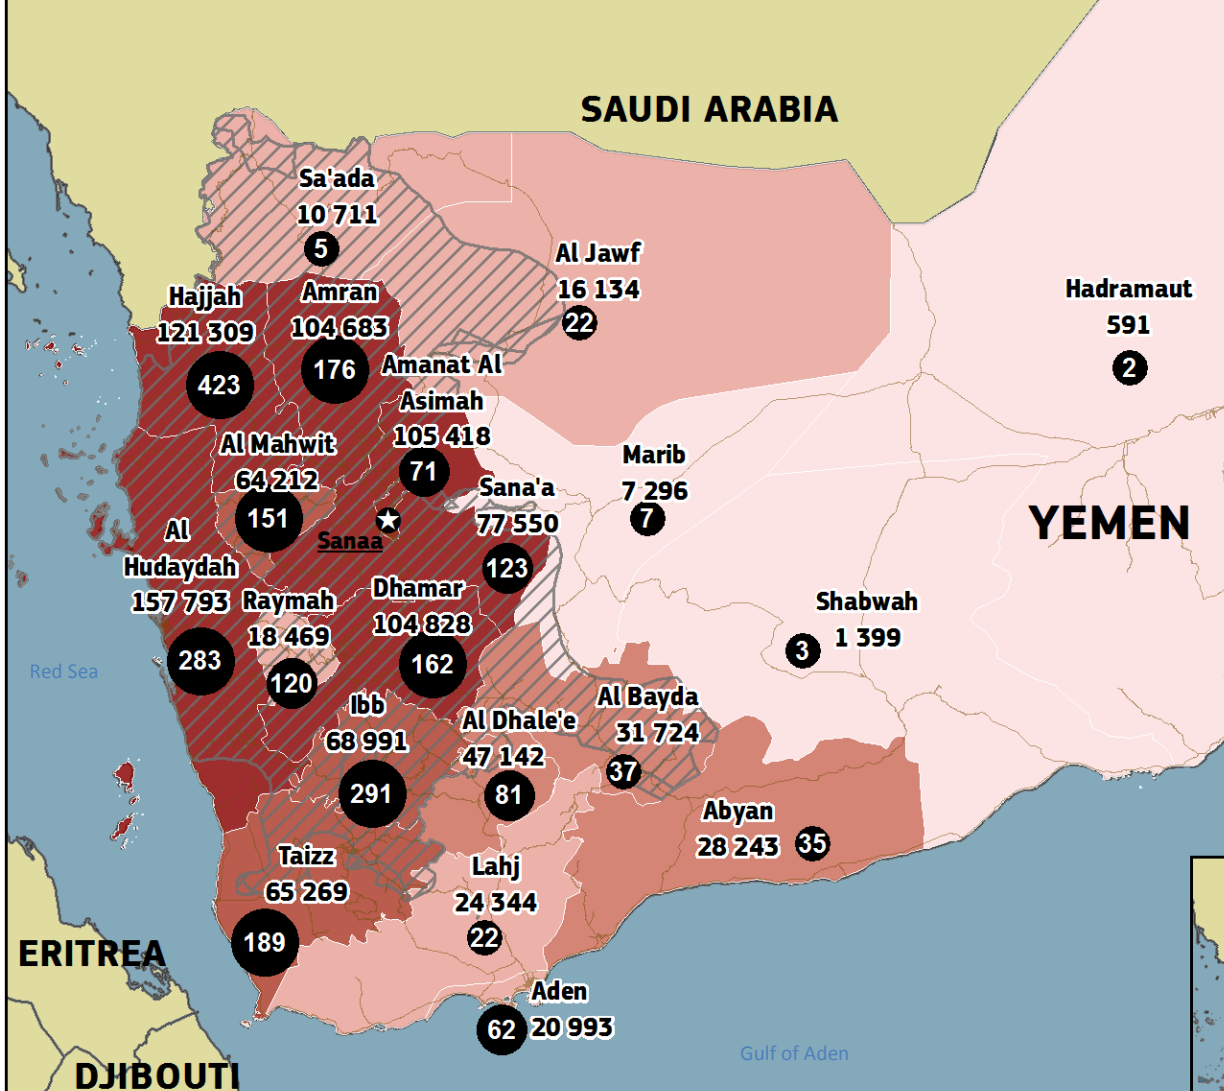 SAUDI ARABIA
Sa'ada
10 711
5
Al Jawf
16 134
22
Hajjah
121 309
423
Amran
104 683
176
Hadramaut
591
2
Amanat Al
Asimah
105 418
71
Al Mahwit
64 212
151
Marib
7 296
7
Sana'a
77 550
123
Sanaa
YEMEN
Al
Hudaydah
157 793
283
Raymah
18 469
120
Dhamar
104 828
162
Shabwah
1 399
3
Red Sea
Ibb
68 991
291
Al Dhale'e
47 142
81
Al Bayda
31 724
37
Abyan
28 243
35
Taizz
65 269
189
Lahj
24 344
22
ERITREA
Aden
20 993
62
Gulf of Aden
DJIBOUTI